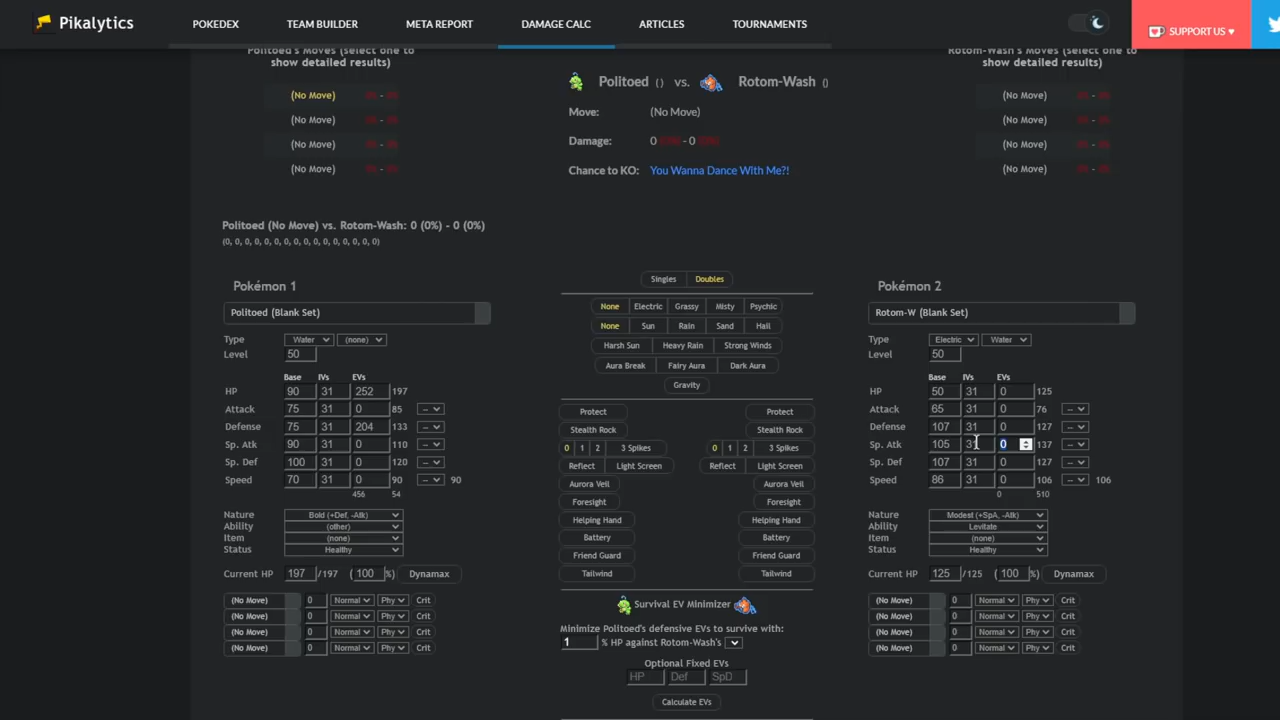 Pikalytics
POKEDEX TEAM BUILDER META REPORT DAMAGE CALC ARTICLES TOURNAMENTS
SUPPORT US ♥
Politoed's Moves (select one to
show detailed results)
(No Move)
(No Move)
(No Move)
(No Move)
Politoed () vs. Rotom-Wash ()
Move: (No Move)
Damage: 0 - 0
Chance to KO: You Wanna Dance With Me?!
Rotom-Wash's Moves (select one to
show detailed results)
(No Move)
(No Move)
(No Move)
(No Move)
Politoed (No Move) vs. Rotom-Wash: 0 (0%) - 0 (0%)
(0, 0, 0, 0, 0, 0, 0, 0, 0, 0, 0, 0, 0, 0, 0, 0)
Pokémon 1
Politoed (Blank Set)
Type Water (none)
Level 50
Base IVs EVs
HP 90 31 252 197
Attack 75 31 0 85 --
Defense 75 31 204 133 --
Sp. Atk 90 31 0 110 --
Sp. Def 100 31 0 120 --
Speed 70 31 0 90 -- 90
456 54
Nature Bold (+Def, -Atk)
Ability (other)
Item (none)
Status Healthy
Current HP 197 /197 ( 100 %) Dynamax
(No Move) 0 Normal Phy Crit
(No Move) 0 Normal Phy Crit
(No Move) 0 Normal Phy Crit
(No Move) 0 Normal Phy Crit
Singles Doubles
None Electric Grassy Misty Psychic
None Sun Rain Sand Hail
Harsh Sun Heavy Rain Strong Winds
Aura Break Fairy Aura Dark Aura
Gravity
Protect Protect
Stealth Rock Stealth Rock
0 1 2 3 Spikes 0 1 2 3 Spikes
Reflect Light Screen Reflect Light Screen
Aurora Veil Aurora Veil
Foresight Foresight
Helping Hand Helping Hand
Battery Battery
Friend Guard Friend Guard
Tailwind Tailwind
Survival EV Minimizer
Minimize Politoed's defensive EVs to survive with:
1 % HP against Rotom-Wash's
Optional Fixed EVs
HP Def SpD
Calculate EVs
Pokémon 2
Rotom-W (Blank Set)
Type Electric Water
Level 50
Base IVs EVs
HP 50 31 0 125
Attack 65 31 0 76 --
Defense 107 31 0 127 --
Sp. Atk 105 31 0 137 --
Sp. Def 107 31 0 127 --
Speed 86 31 0 106 -- 106
0 510
Nature Modest (+SpA, -Atk)
Ability Levitate
Item (none)
Status Healthy
Current HP 125 /125 ( 100 %) Dynamax
(No Move) 0 Normal Phy Crit
(No Move) 0 Normal Phy Crit
(No Move) 0 Normal Phy Crit
(No Move) 0 Normal Phy Crit